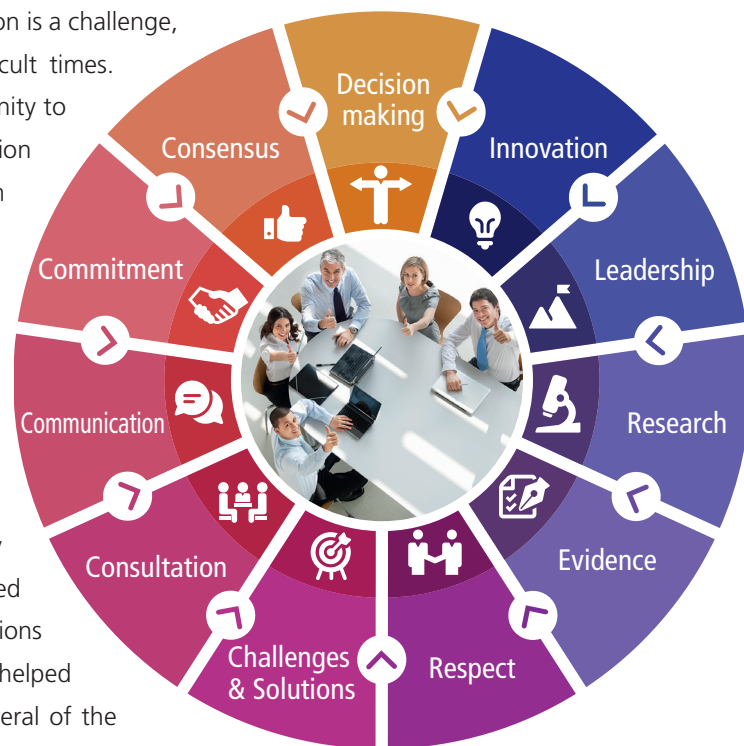 on is a challenge,
cult times.
nity to
ion
ed
ions
helped
eral of the
Decision
making
Innovation
Leadership
Research
Evidence
Respect
Challenges
& Solutions
Consultation
Communication
Commitment
Consensus